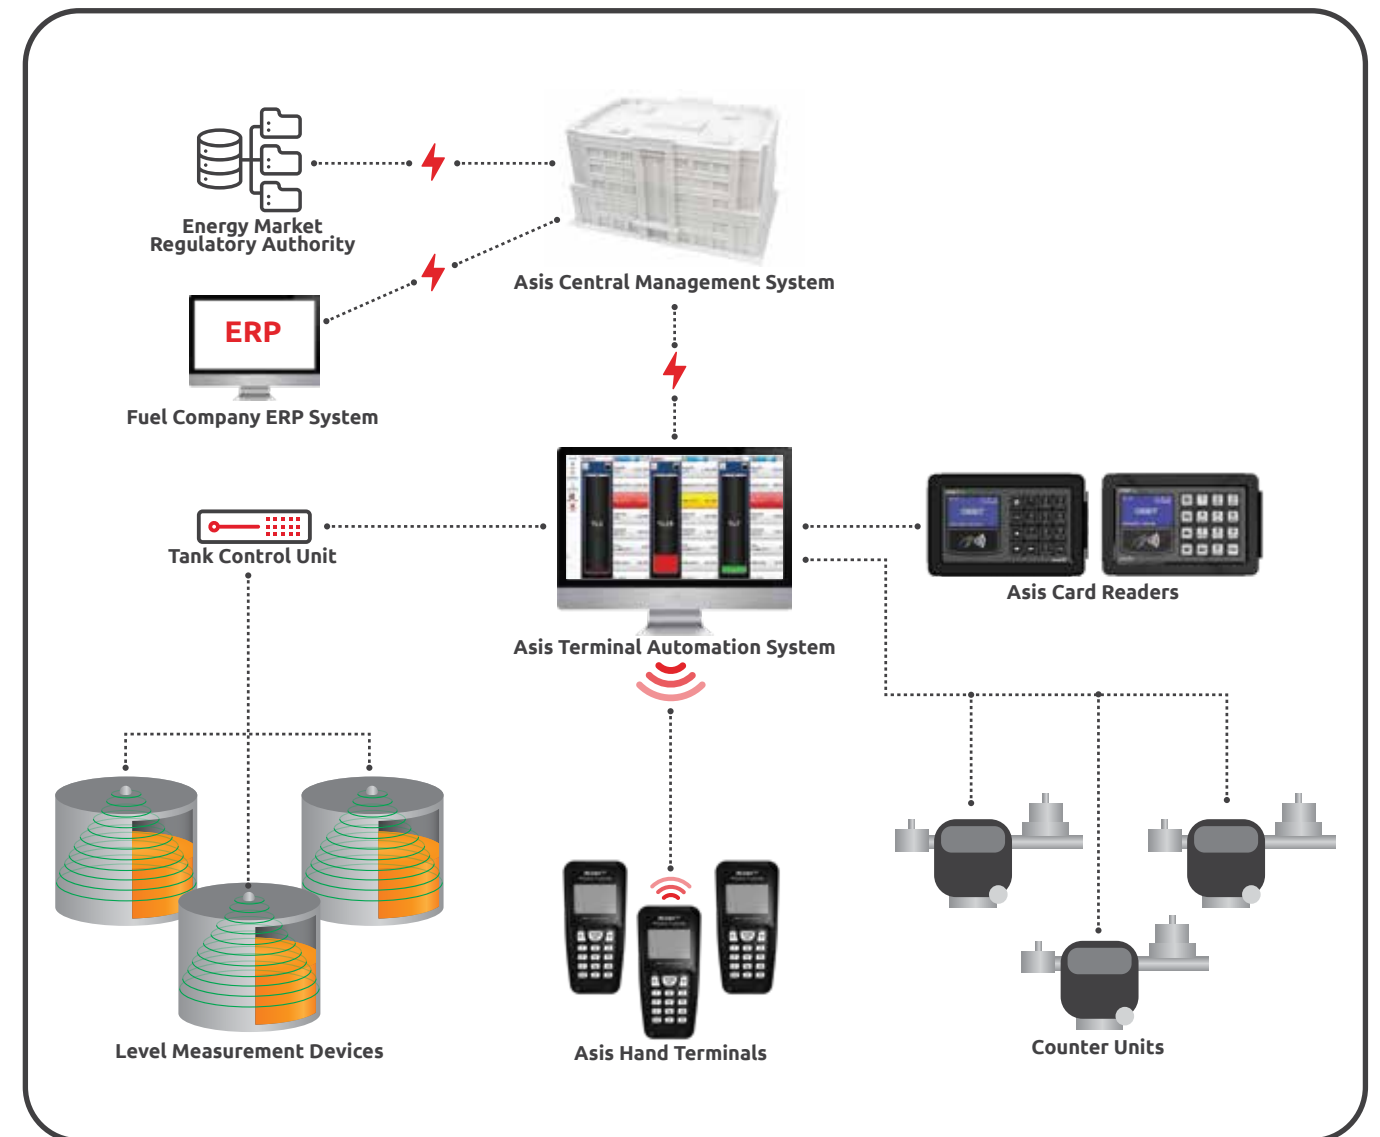 Energy Market
Regulatory Authority
Asis Central Management System
ERP
Fuel Company ERP System
Tank Control Unit
Asis Terminal Automation System
Asis Card Readers
Level Measurement Devices
Asis Hand Terminals
Counter Units